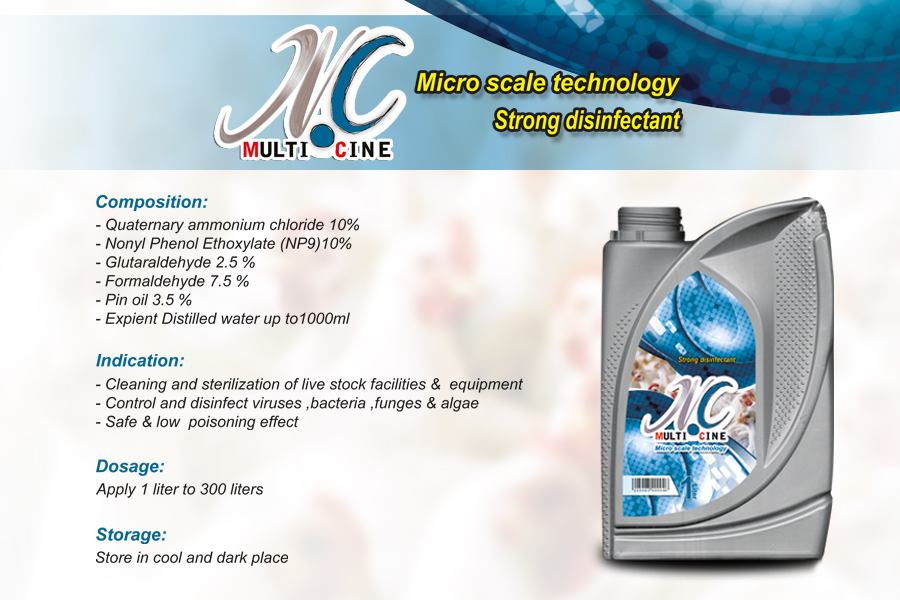 Micro scale technology
Strong disinfectant
N.C
MULTI CINE
Composition:
- Quaternary ammonium chloride 10%
- Nonyl Phenol Ethoxylate (NP9)10%
- Glutaraldehyde 2.5 %
- Formaldehyde 7.5 %
- Pin oil 3.5 %
- Expient Distilled water up to1000ml
Indication:
- Cleaning and sterilization of live stock facilities & equipment
- Control and disinfect viruses ,bacteria ,funges & algae
- Safe & low poisoning effect
Dosage:
Apply 1 liter to 300 liters
Storage:
Store in cool and dark place
Strong disinfectant
N.C
MULTI CINE
Micro scale technology